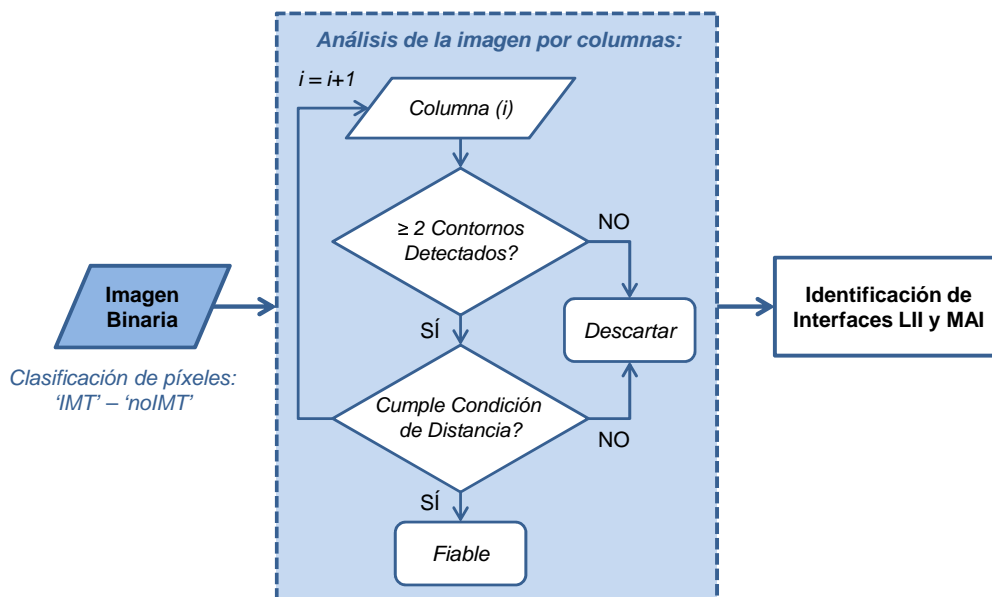 Análisis de la imagen por columnas:
i = i+1
Columna (i)
≥ 2 Contornos
Detectados?
NO
SÍ
Descartar
Cumple Condición
de Distancia?
NO
SÍ
Fiable
Imagen
Binaria
Clasificación de píxeles:
‘IMT’ – ‘noIMT’
Identificación de
Interfaces LII y MAI